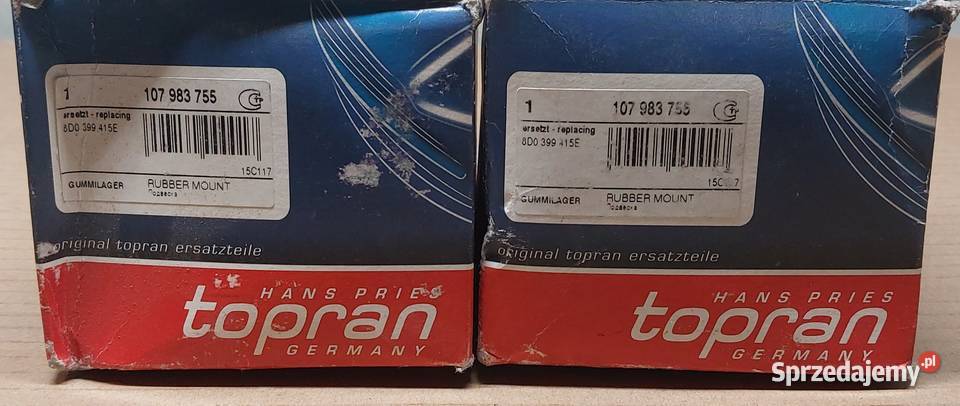 1 107 983 755
ersetzt - replacing
8D0 399 415E
15C117
GUMMILAGER RUBBER MOUNT
Подвеска
original topran ersatzteile
HANS PRIES
topran
GERMANY
1 107 983 755
ersetzt - replacing
8D0 399 415E
GUMMILAGER RUBBER MOUNT
Подвеска
original topran ersatzteile
HANS PRIES
topran
GERMANY
Sprzedajemy.pl